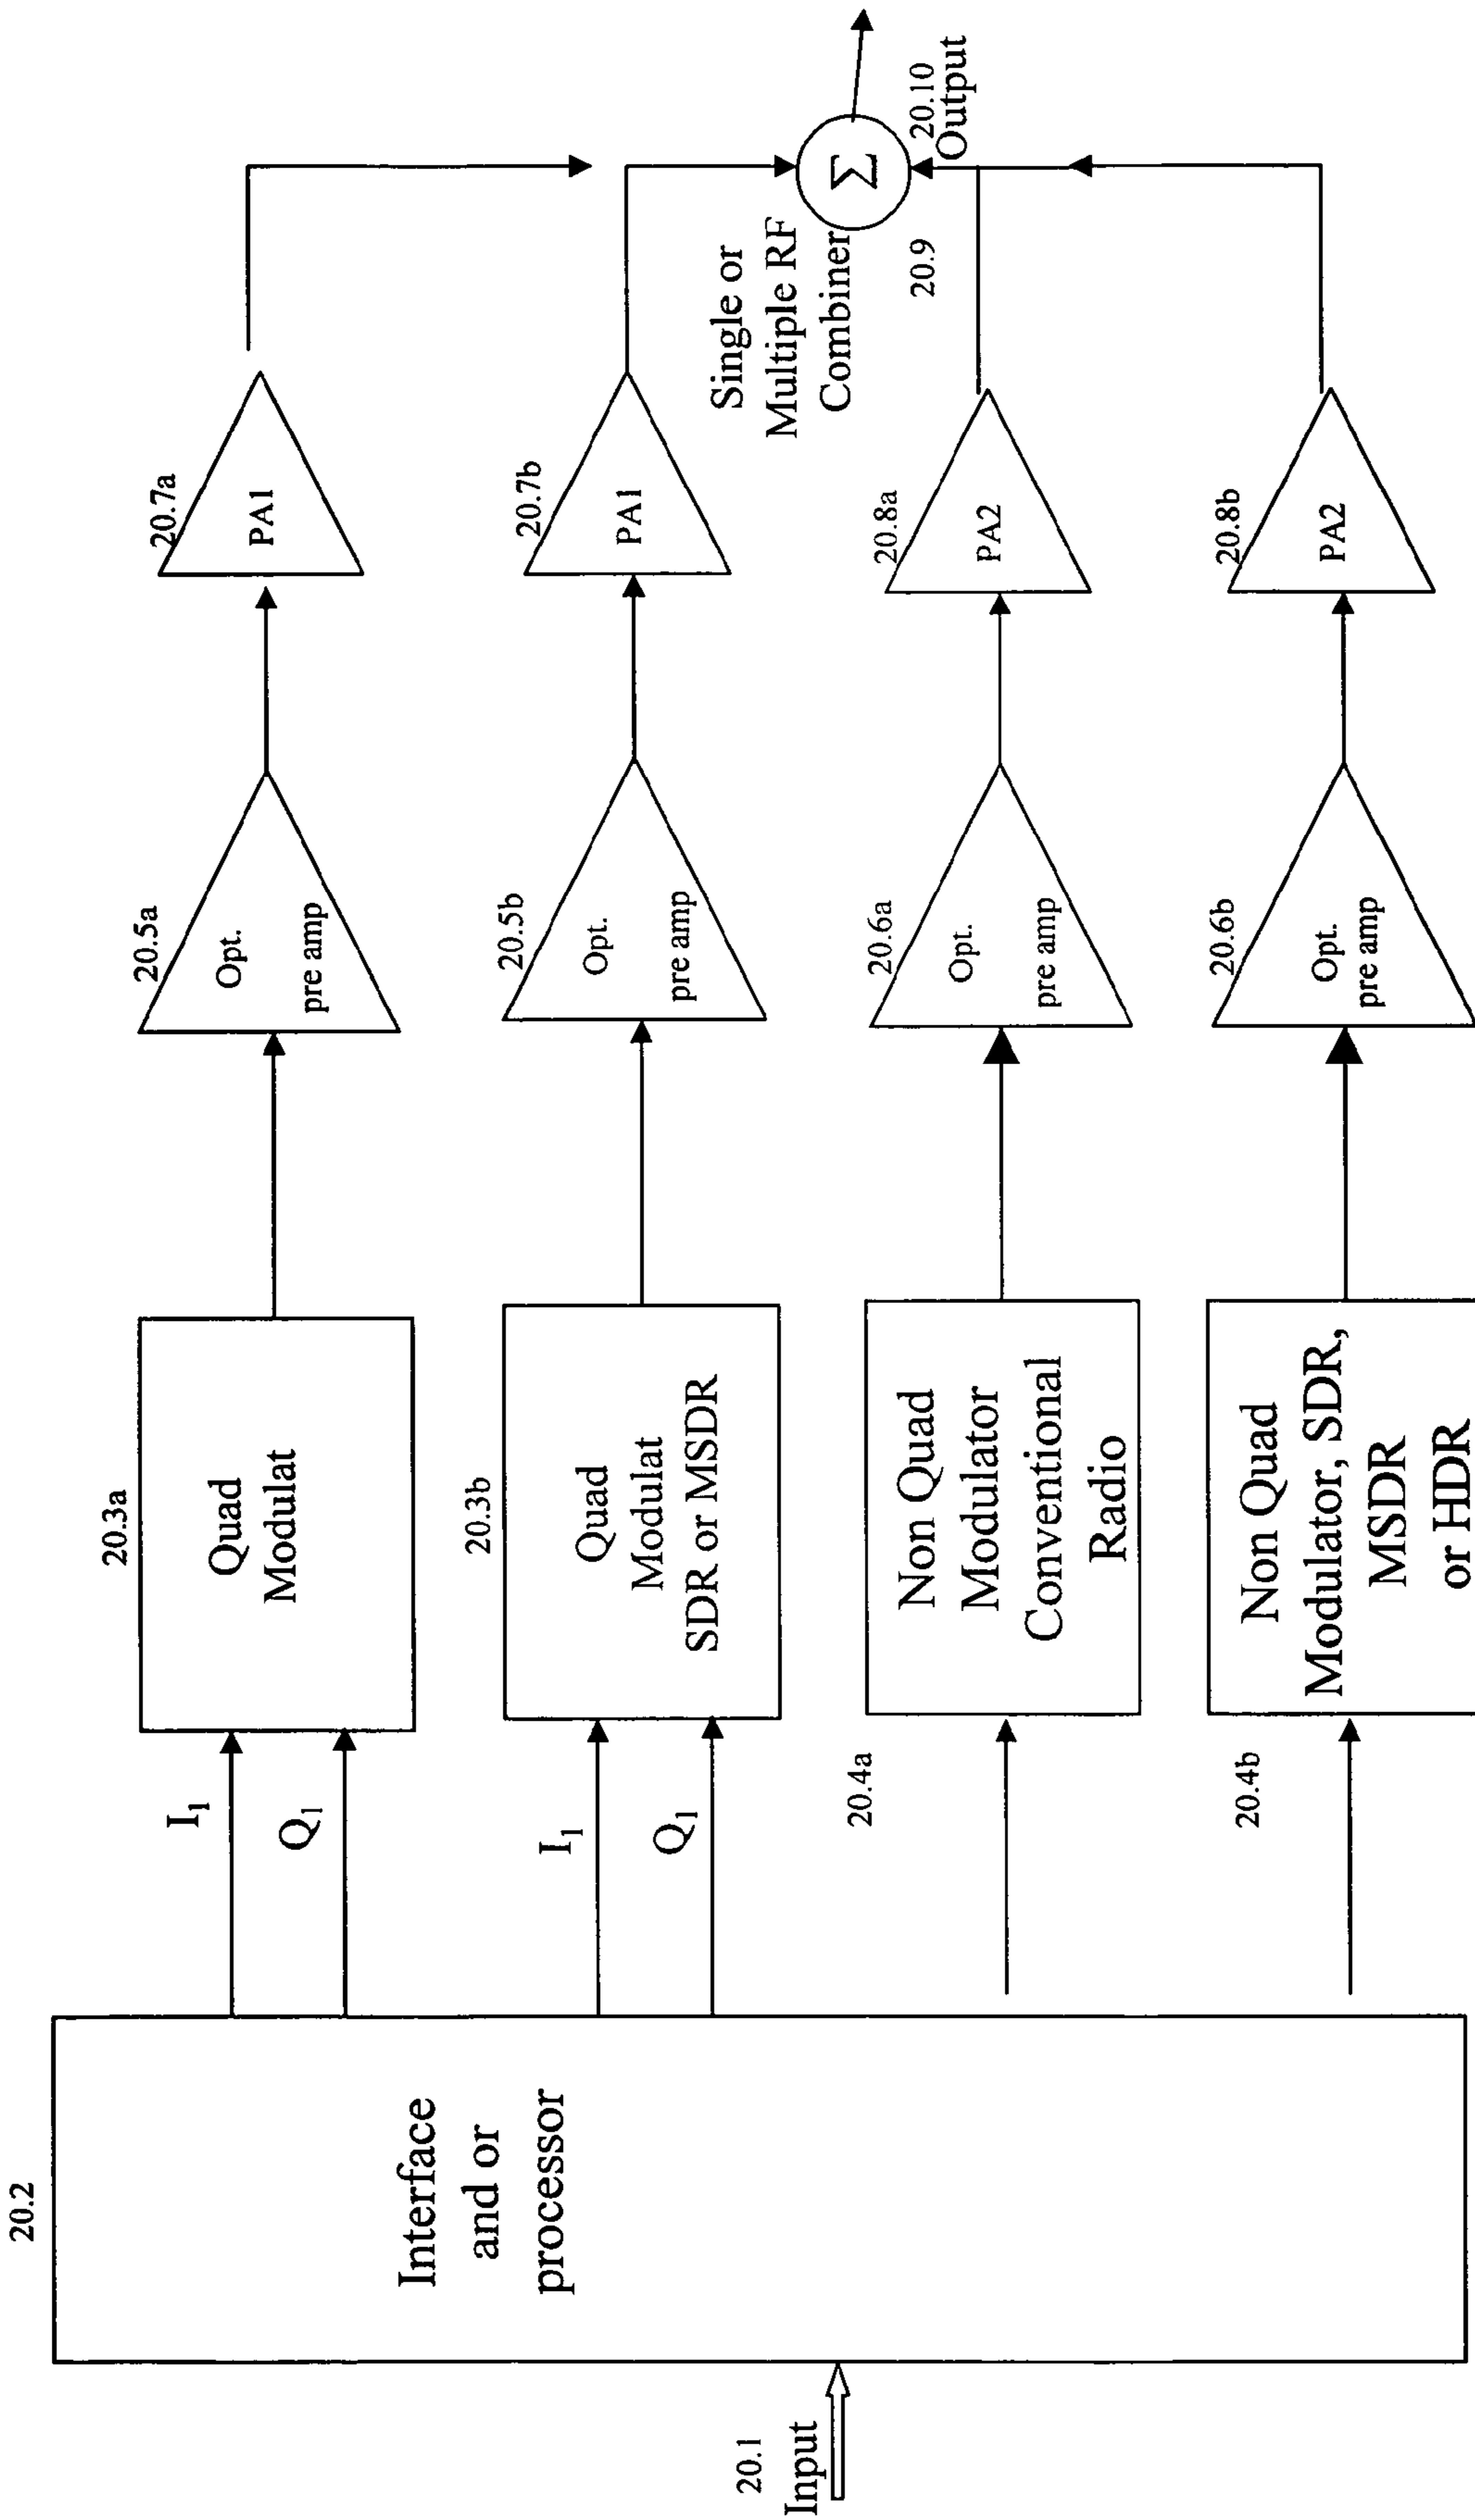 20.1
Input
20.2
Interface
and or
processor
I1
Q1
20.3a
Quad
Modulat
20.5a
Opt.
pre amp
20.7a
PA1
I1
Q1
20.3b
Quad
Modulat
SDR or MSDR
20.5b
Opt.
pre amp
20.7b
PA1
Single or
Multiple RF
Combiner
Σ
20.9
20.10
Output
20.4a
Non Quad
Modulator
Conventional
Radio
20.6a
Opt.
pre amp
20.8a
PA2
20.4b
Non Quad
Modulator, SDR,
MSDR
or HDR
20.6b
Opt.
pre amp
20.8b
PA2